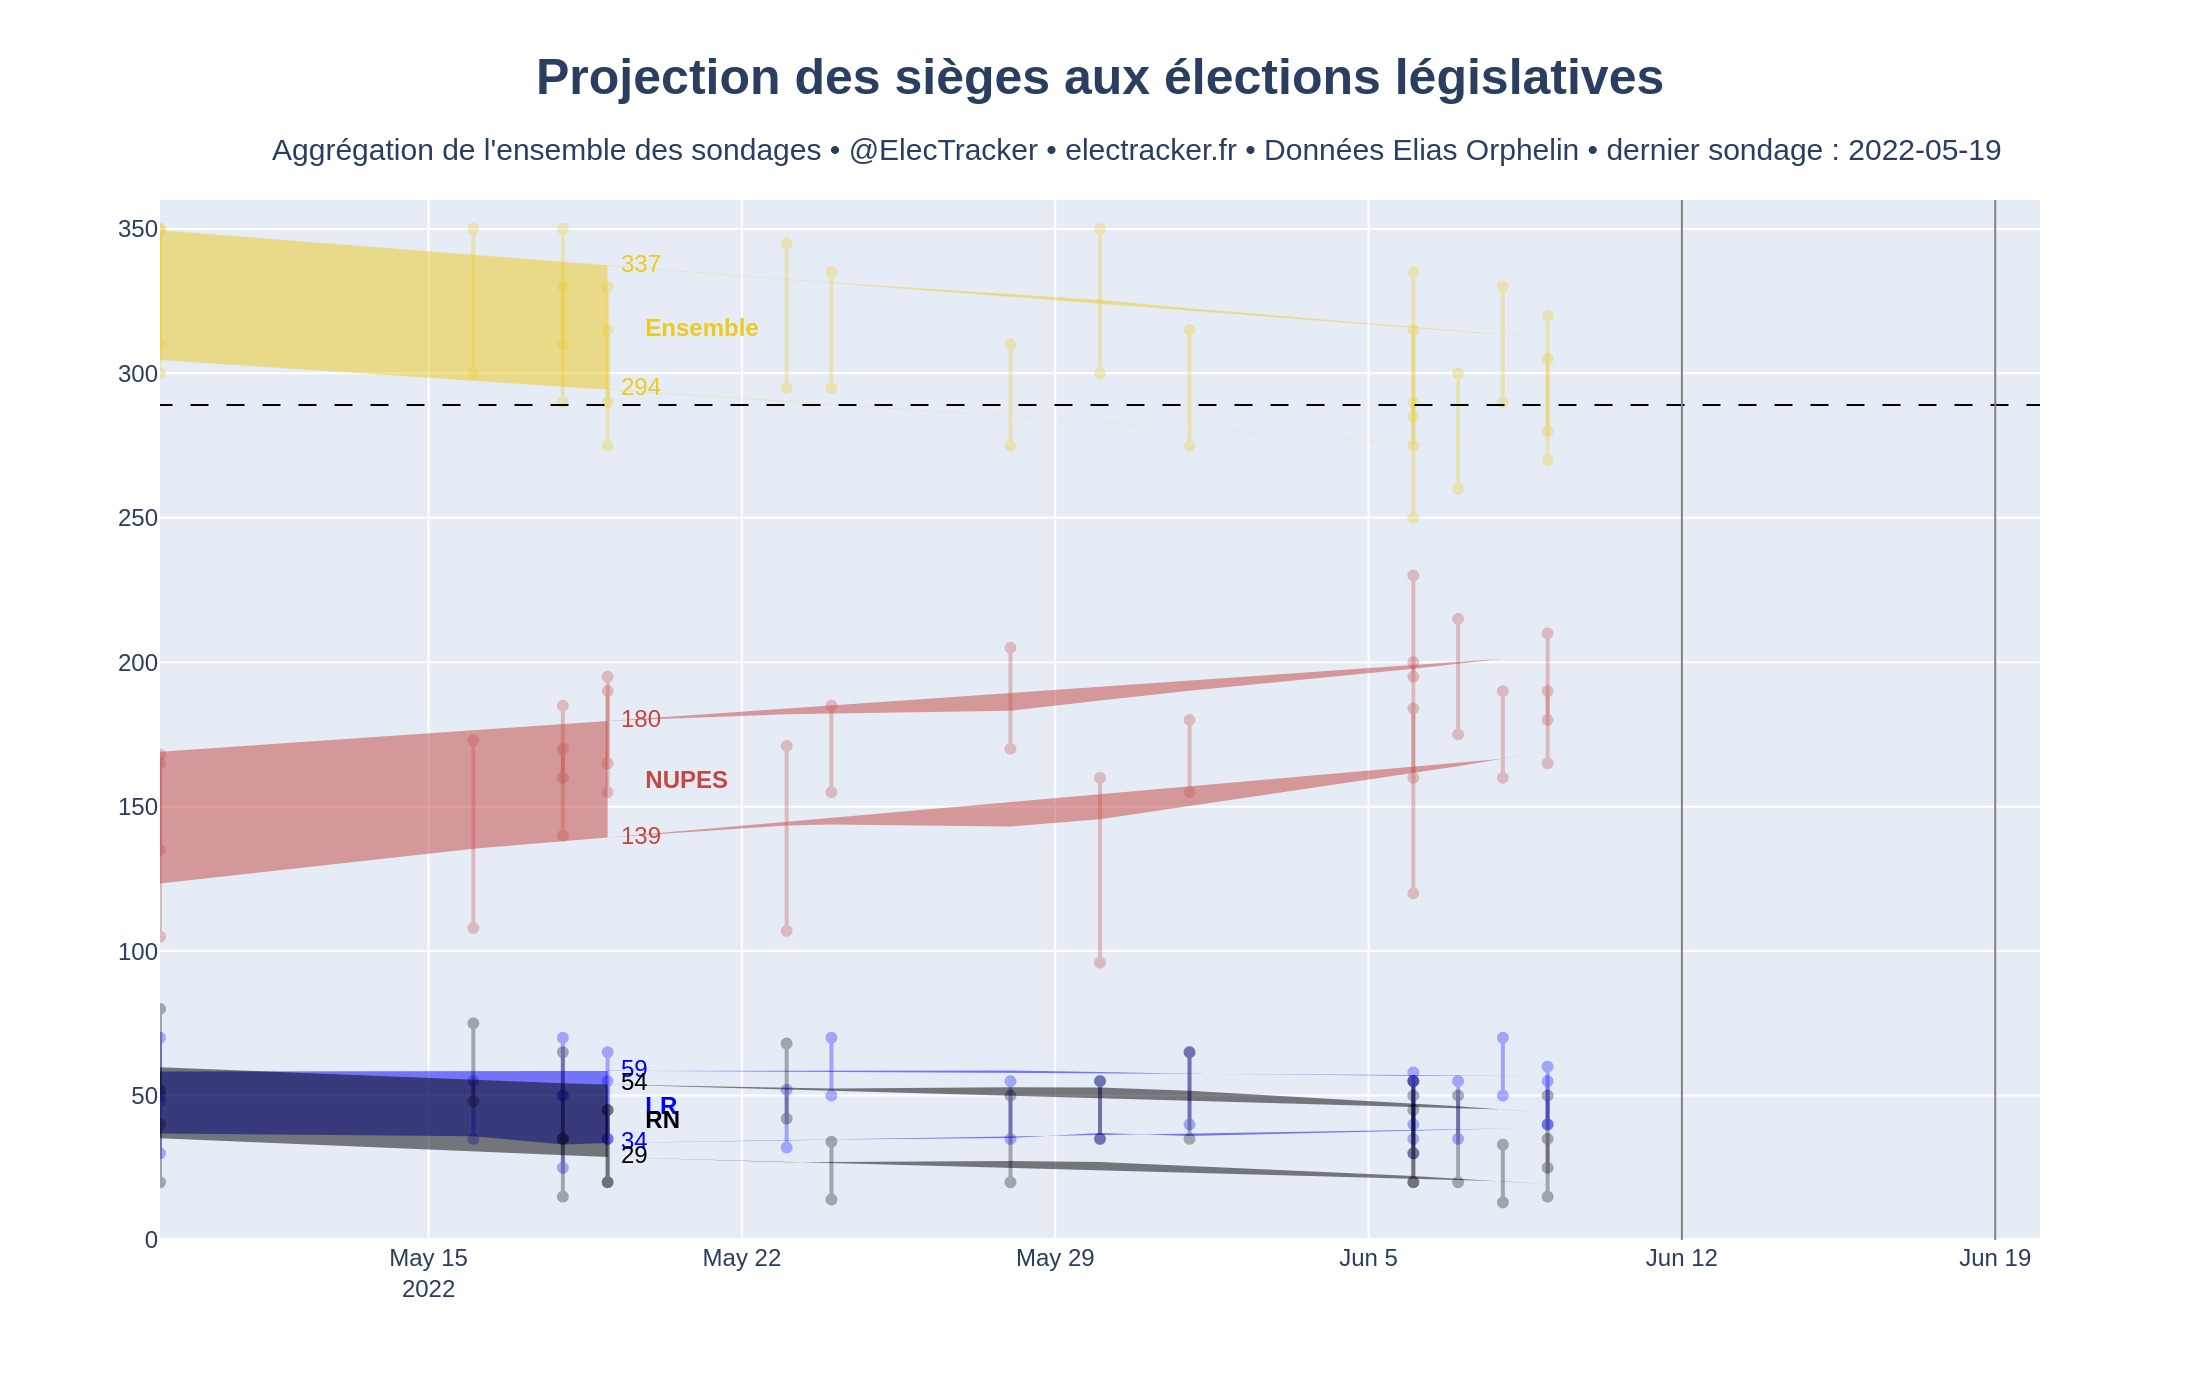 Projection des sièges aux élections législatives
Aggrégation de l'ensemble des sondages • @ElecTracker • electracker.fr • Données Elias Orphelin • dernier sondage : 2022-05-19
350
337
Ensemble
300
294
250
200
180
NUPES
150
139
100
59
54
50
LR
RN
34
29
0
May 15
May 22
May 29
Jun 5
Jun 12
Jun 19
2022